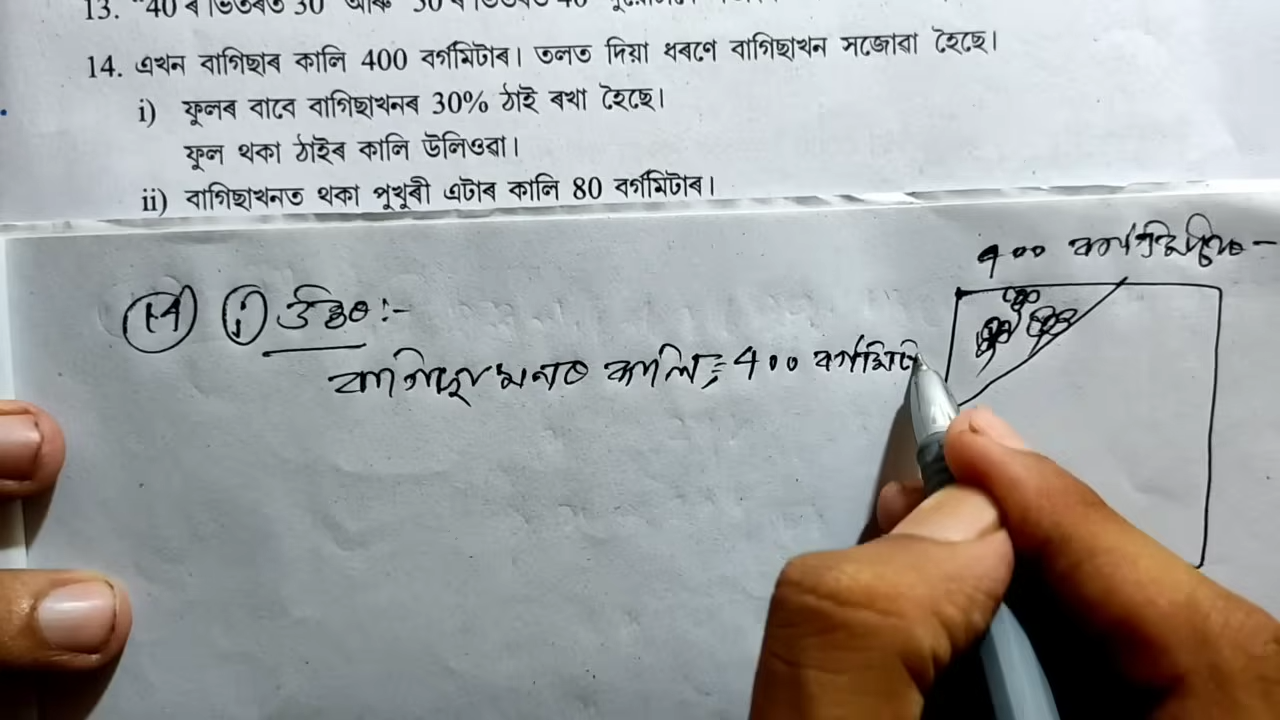 14. এখন বাগিছাৰ কালি 400 বৰ্গমিটাৰ। তলত দিয়া ধৰণে বাগিছাখন সজোৱা হৈছে।
i) ফুলৰ বাবে বাগিছাখনৰ 30% ঠাই ৰখা হৈছে।
ফুল থকা ঠাইৰ কালি উলিওৱা।
ii) বাগিছাখনত থকা পুখুৰী এটাৰ কালি 80 বৰ্গমিটাৰ।
400 বৰ্গমিটাৰ
14 i উত্তৰ :-
বাগিছাখনৰ কালি = 400 বৰ্গমিট